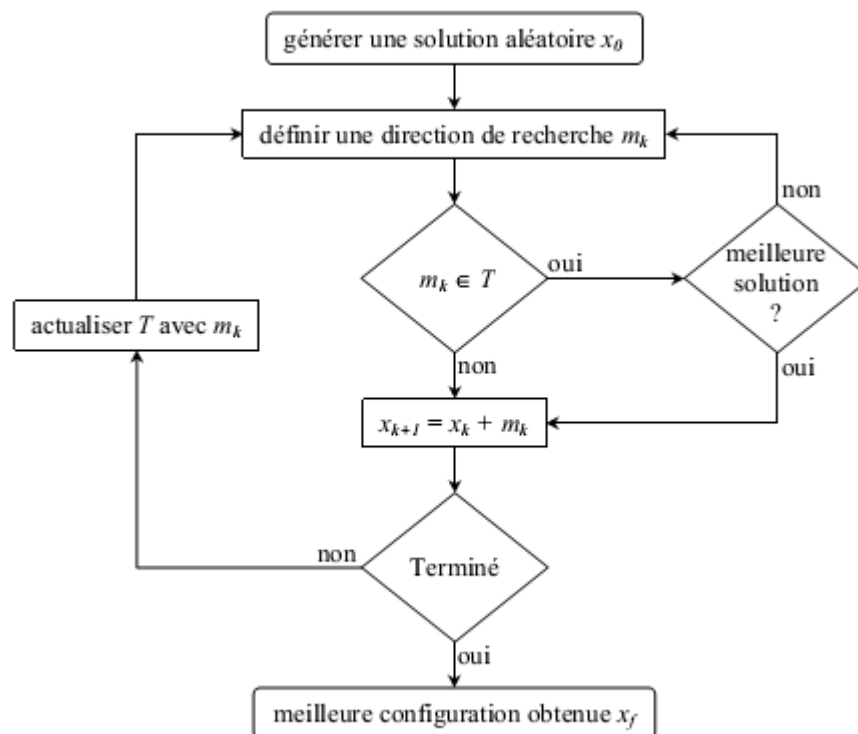 générer une solution aléatoire x₀
définir une direction de recherche mₖ
non
mₖ ∈ T
oui
meilleure
solution
?
actualiser T avec mₖ
non
oui
xₖ₊₁ = xₖ + mₖ
non
Terminé
oui
meilleure configuration obtenue x_f